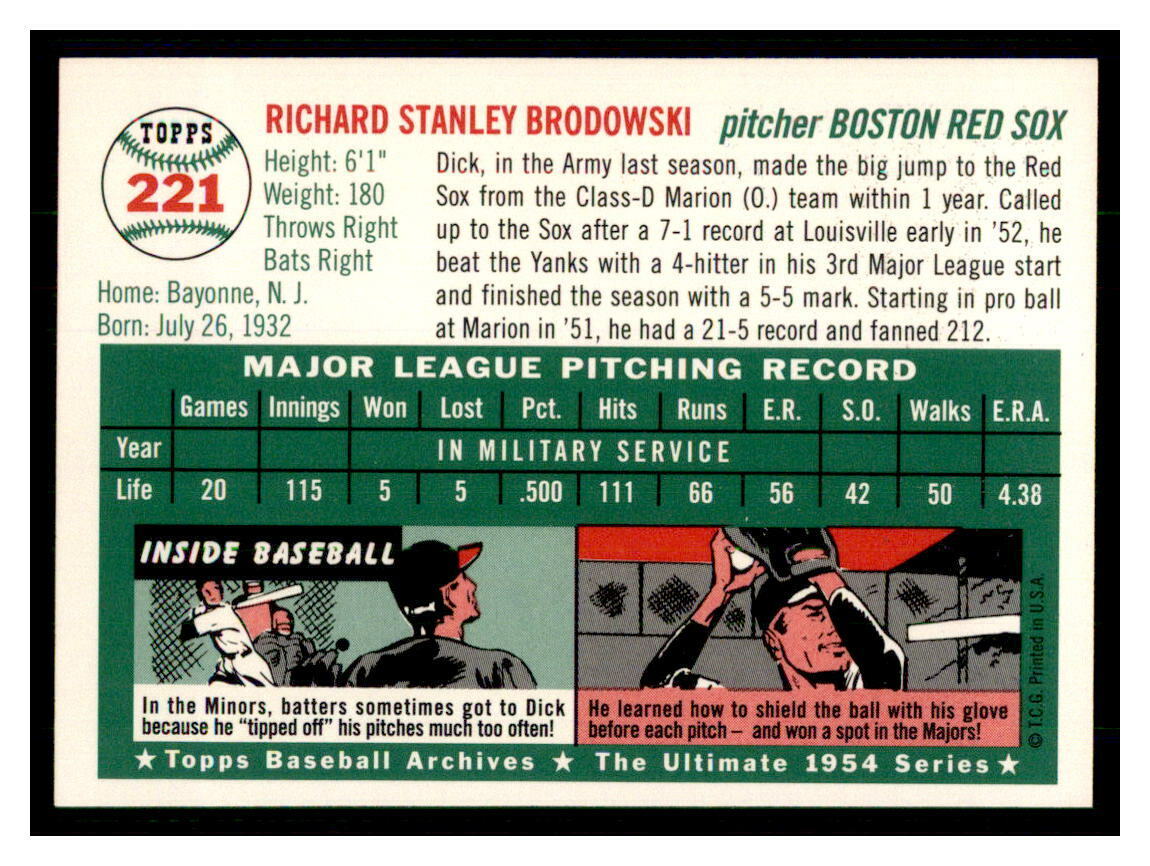 TOPPS
221
RICHARD STANLEY BRODOWSKI pitcher BOSTON RED SOX
Height: 6'1"
Weight: 180
Throws Right
Bats Right
Home: Bayonne, N. J.
Born: July 26, 1932
Dick, in the Army last season, made the big jump to the Red
Sox from the Class-D Marion (O.) team within 1 year. Called
up to the Sox after a 7-1 record at Louisville early in '52, he
beat the Yanks with a 4-hitter in his 3rd Major League start
and finished the season with a 5-5 mark. Starting in pro ball
at Marion in '51, he had a 21-5 record and fanned 212.
MAJOR LEAGUE PITCHING RECORD
Games Innings Won Lost Pct. Hits Runs E.R. S.O. Walks E.R.A.
Year IN MILITARY SERVICE
Life 20 115 5 5 .500 111 66 56 42 50 4.38
INSIDE BASEBALL
In the Minors, batters sometimes got to Dick
because he "tipped off" his pitches much too often!
He learned how to shield the ball with his glove
before each pitch – and won a spot in the Majors!
© T.C.G. Printed in U.S.A.
★ Topps Baseball Archives ★ The Ultimate 1954 Series ★